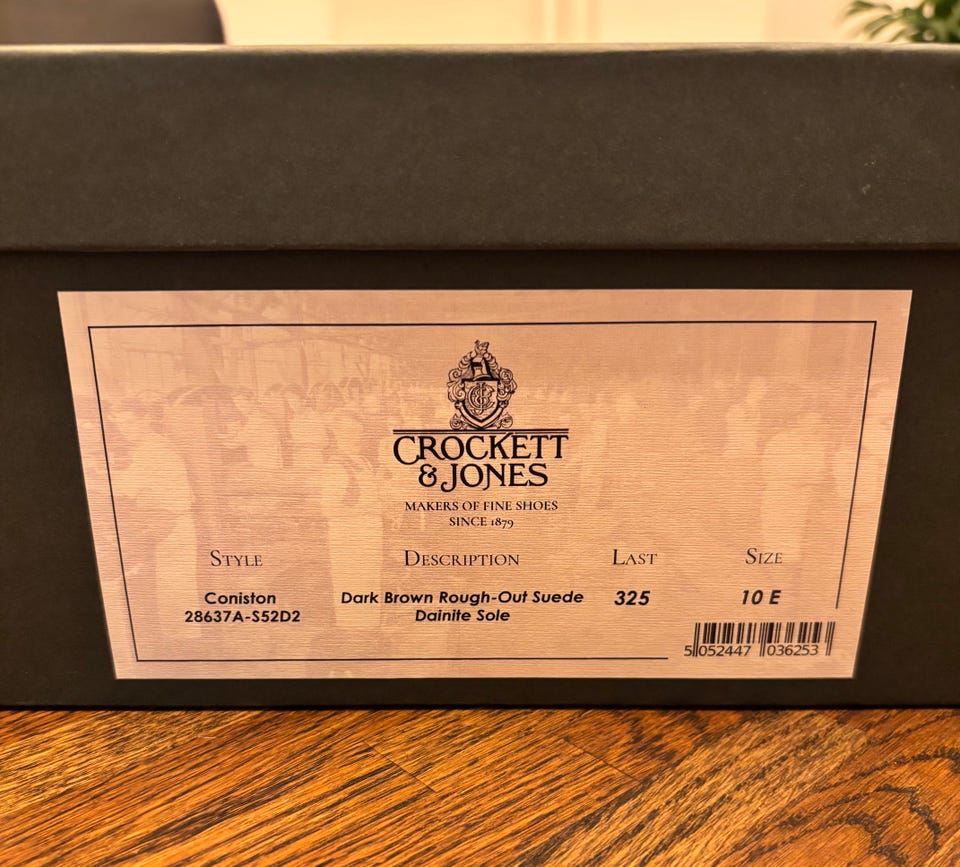 CROCKETT
& JONES
MAKERS OF FINE SHOES
SINCE 1879
STYLE DESCRIPTION LAST SIZE
Coniston Dark Brown Rough-Out Suede 325 10 E
28637A-S52D2 Dainite Sole
5 052447 036253